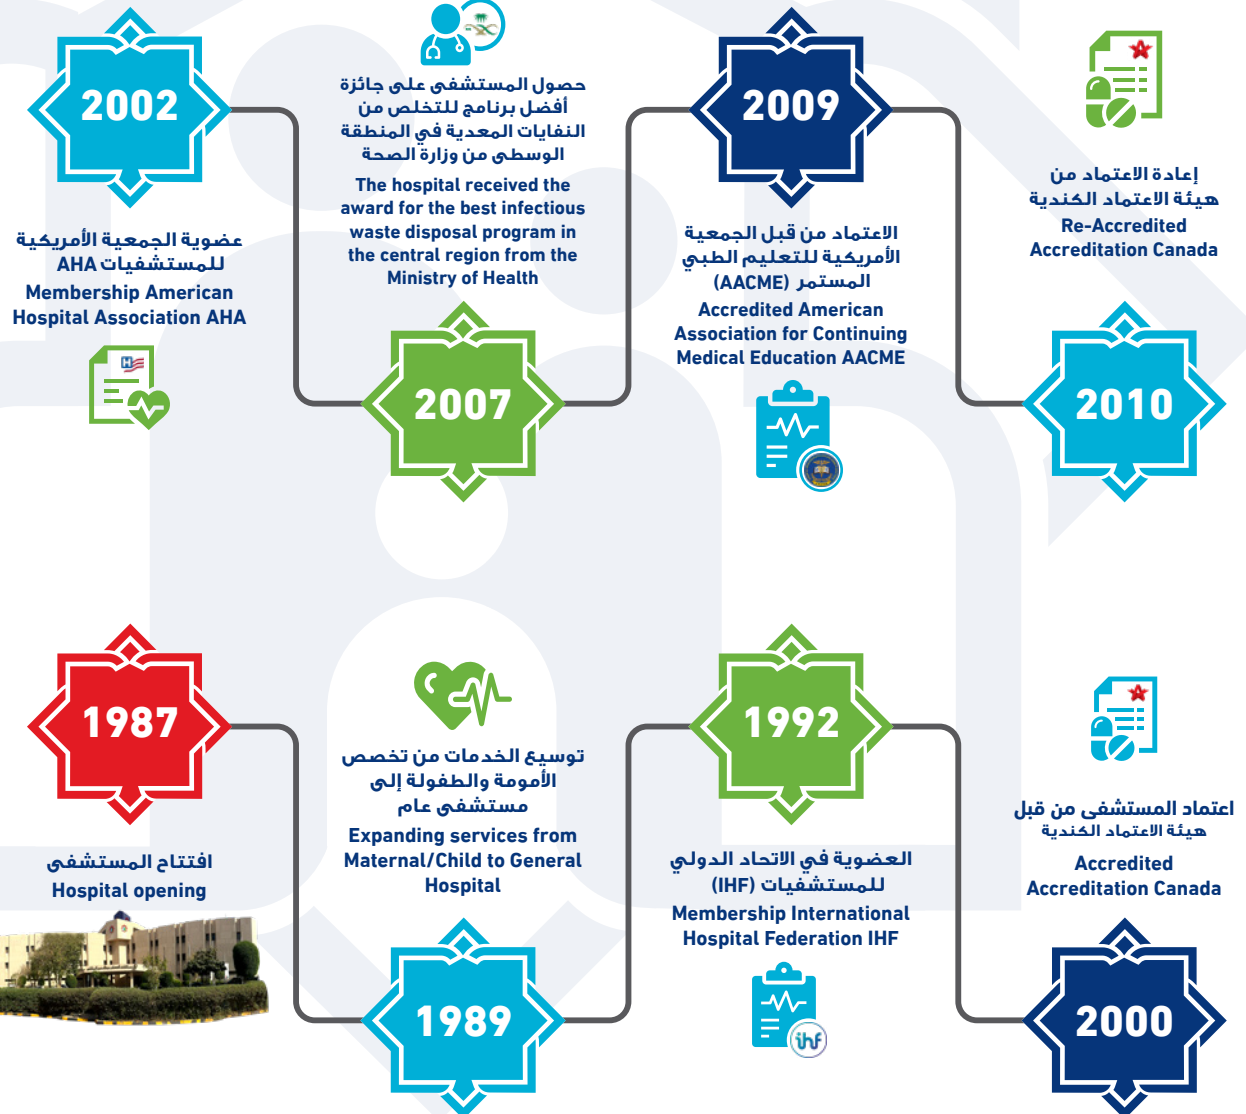 2002
عضوية الجمعية الأمريكية
للمستشفيات AHA
Membership American
Hospital Association AHA
حصول المستشفى على جائزة
أفضل برنامج للتخلص من
النفايات المعدية في المنطقة
الوسطى من وزارة الصحة
The hospital received the
award for the best infectious
waste disposal program in
the central region from the
Ministry of Health
2007
2009
الاعتماد من قبل الجمعية
الأمريكية للتعليم الطبي
المستمر (AACME)
Accredited American
Association for Continuing
Medical Education AACME
إعادة الاعتماد من
هيئة الاعتماد الكندية
Re-Accredited
Accreditation Canada
2010
1987
افتتاح المستشفى
Hospital opening
توسيع الخدمات من تخصص
الأمومة والطفولة إلى
مستشفى عام
Expanding services from
Maternal/Child to General
Hospital
1989
1992
العضوية في الاتحاد الدولي
للمستشفيات (IHF)
Membership International
Hospital Federation IHF
ihf
اعتماد المستشفى من قبل
هيئة الاعتماد الكندية
Accredited
Accreditation Canada
2000